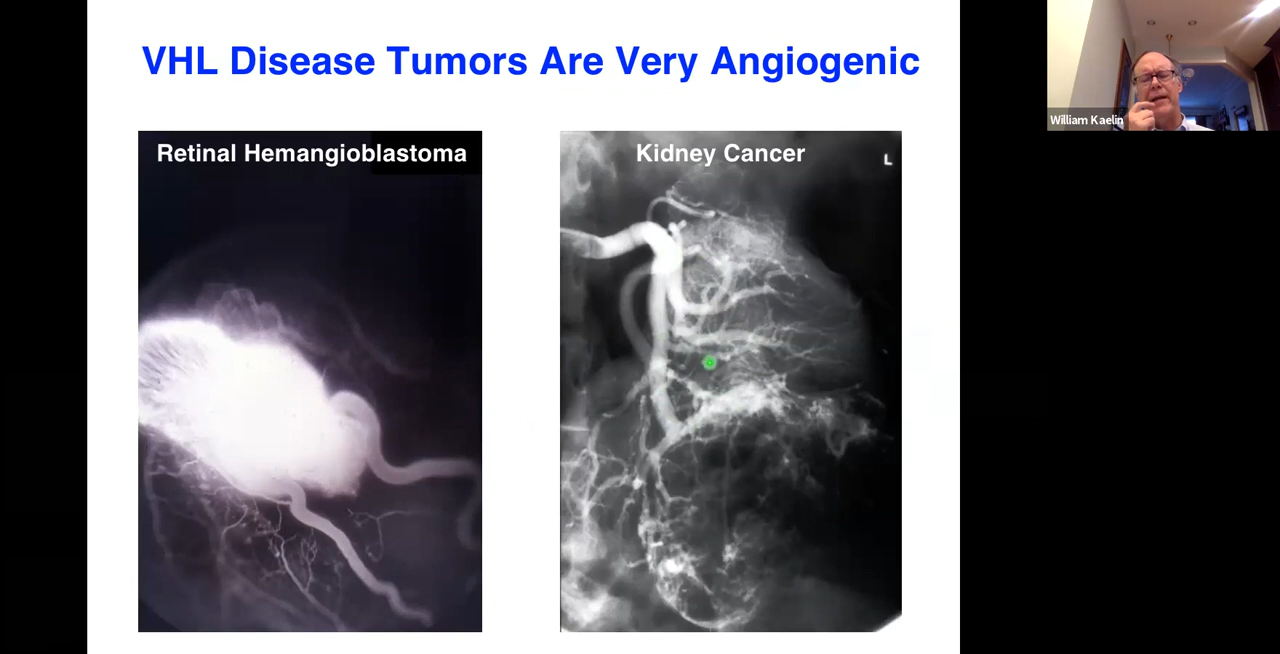 VHL Disease Tumors Are Very Angiogenic
Retinal Hemangioblastoma
Kidney Cancer
L
William Kaelin